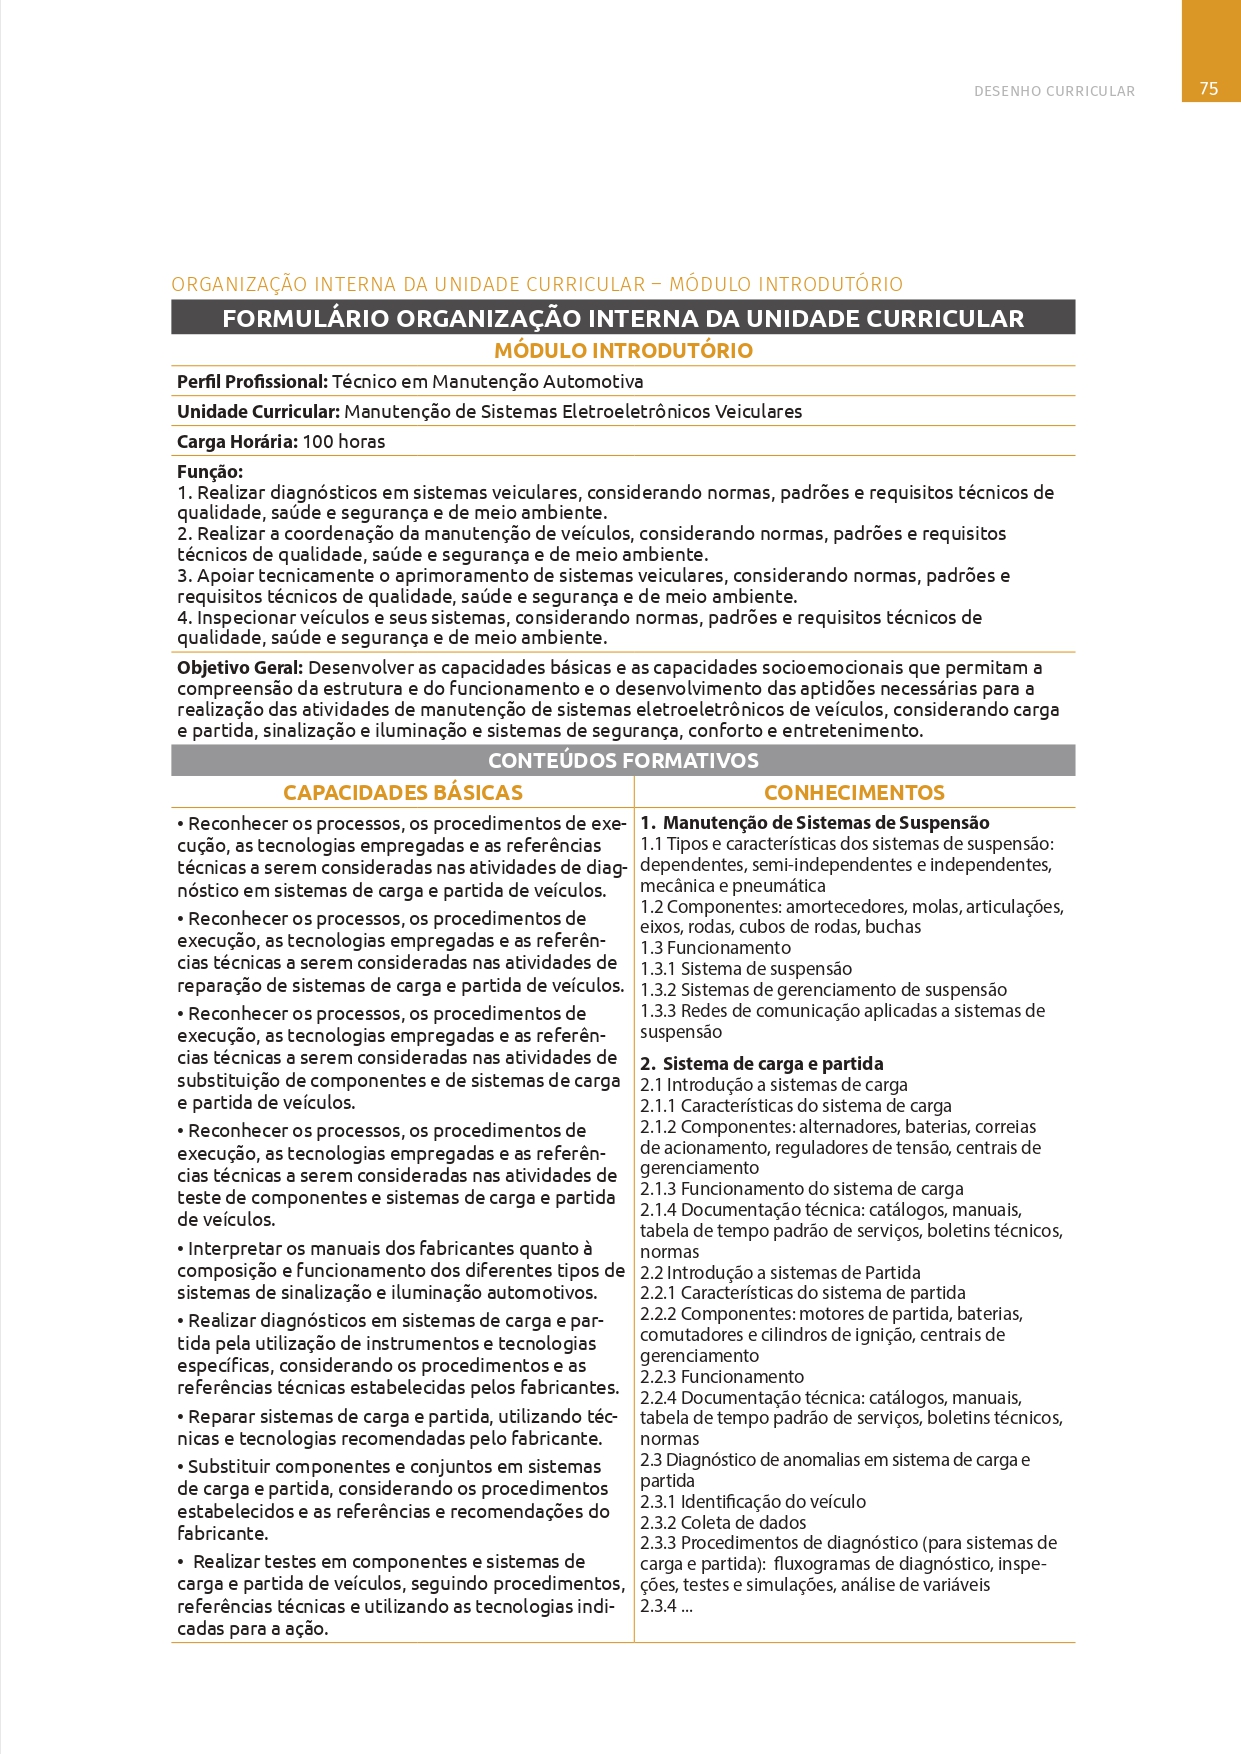 DESENHO CURRICULAR
75
ORGANIZAÇÃO INTERNA DA UNIDADE CURRICULAR – MÓDULO INTRODUTÓRIO
FORMULÁRIO ORGANIZAÇÃO INTERNA DA UNIDADE CURRICULAR
MÓDULO INTRODUTÓRIO
Perfil Profissional: Técnico em Manutenção Automotiva
Unidade Curricular: Manutenção de Sistemas Eletroeletrônicos Veiculares
Carga Horária: 100 horas
Função:
1. Realizar diagnósticos em sistemas veiculares, considerando normas, padrões e requisitos técnicos de
qualidade, saúde e segurança e de meio ambiente.
2. Realizar a coordenação da manutenção de veículos, considerando normas, padrões e requisitos
técnicos de qualidade, saúde e segurança e de meio ambiente.
3. Apoiar tecnicamente o aprimoramento de sistemas veiculares, considerando normas, padrões e
requisitos técnicos de qualidade, saúde e segurança e de meio ambiente.
4. Inspecionar veículos e seus sistemas, considerando normas, padrões e requisitos técnicos de
qualidade, saúde e segurança e de meio ambiente.
Objetivo Geral: Desenvolver as capacidades básicas e as capacidades socioemocionais que permitam a
compreensão da estrutura e do funcionamento e o desenvolvimento das aptidões necessárias para a
realização das atividades de manutenção de sistemas eletroeletrônicos de veículos, considerando carga
e partida, sinalização e iluminação e sistemas de segurança, conforto e entretenimento.
CONTEÚDOS FORMATIVOS
CAPACIDADES BÁSICAS
• Reconhecer os processos, os procedimentos de exe-
cução, as tecnologias empregadas e as referências
técnicas a serem consideradas nas atividades de diag-
nóstico em sistemas de carga e partida de veículos.
• Reconhecer os processos, os procedimentos de
execução, as tecnologias empregadas e as referên-
cias técnicas a serem consideradas nas atividades de
reparação de sistemas de carga e partida de veículos.
• Reconhecer os processos, os procedimentos de
execução, as tecnologias empregadas e as referên-
cias técnicas a serem consideradas nas atividades de
substituição de componentes e de sistemas de carga
e partida de veículos.
• Reconhecer os processos, os procedimentos de
execução, as tecnologias empregadas e as referên-
cias técnicas a serem consideradas nas atividades de
teste de componentes e sistemas de carga e partida
de veículos.
• Interpretar os manuais dos fabricantes quanto à
composição e funcionamento dos diferentes tipos de
sistemas de sinalização e iluminação automotivos.
• Realizar diagnósticos em sistemas de carga e par-
tida pela utilização de instrumentos e tecnologias
específicas, considerando os procedimentos e as
referências técnicas estabelecidas pelos fabricantes.
• Reparar sistemas de carga e partida, utilizando téc-
nicas e tecnologias recomendadas pelo fabricante.
• Substituir componentes e conjuntos em sistemas
de carga e partida, considerando os procedimentos
estabelecidos e as referências e recomendações do
fabricante.
• Realizar testes em componentes e sistemas de
carga e partida de veículos, seguindo procedimentos,
referências técnicas e utilizando as tecnologias indi-
cadas para a ação.
CONHECIMENTOS
1. Manutenção de Sistemas de Suspensão
1.1 Tipos e características dos sistemas de suspensão:
dependentes, semi-independentes e independentes,
mecânica e pneumática
1.2 Componentes: amortecedores, molas, articulações,
eixos, rodas, cubos de rodas, buchas
1.3 Funcionamento
1.3.1 Sistema de suspensão
1.3.2 Sistemas de gerenciamento de suspensão
1.3.3 Redes de comunicação aplicadas a sistemas de
suspensão
2. Sistema de carga e partida
2.1 Introdução a sistemas de carga
2.1.1 Características do sistema de carga
2.1.2 Componentes: alternadores, baterias, correias
de acionamento, reguladores de tensão, centrais de
gerenciamento
2.1.3 Funcionamento do sistema de carga
2.1.4 Documentação técnica: catálogos, manuais,
tabela de tempo padrão de serviços, boletins técnicos,
normas
2.2 Introdução a sistemas de Partida
2.2.1 Características do sistema de partida
2.2.2 Componentes: motores de partida, baterias,
comutadores e cilindros de ignição, centrais de
gerenciamento
2.2.3 Funcionamento
2.2.4 Documentação técnica: catálogos, manuais,
tabela de tempo padrão de serviços, boletins técnicos,
normas
2.3 Diagnóstico de anomalias em sistema de carga e
partida
2.3.1 Identificação do veículo
2.3.2 Coleta de dados
2.3.3 Procedimentos de diagnóstico (para sistemas de
carga e partida): fluxogramas de diagnóstico, inspe-
ções, testes e simulações, análise de variáveis
2.3.4 ...